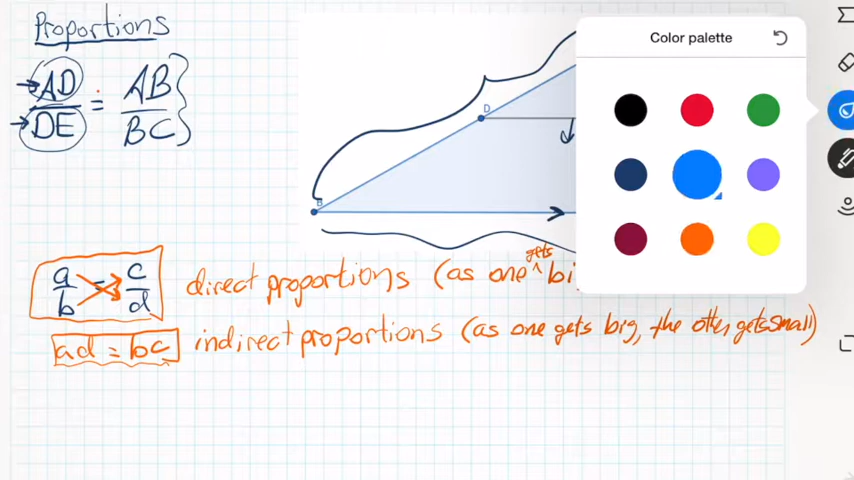 Proportions
AD/DE = AB/BC
Color palette
D
B
a/b = c/d direct proportions (as one gets bi
ad = bc indirect proportions (as one gets big, the other gets small)